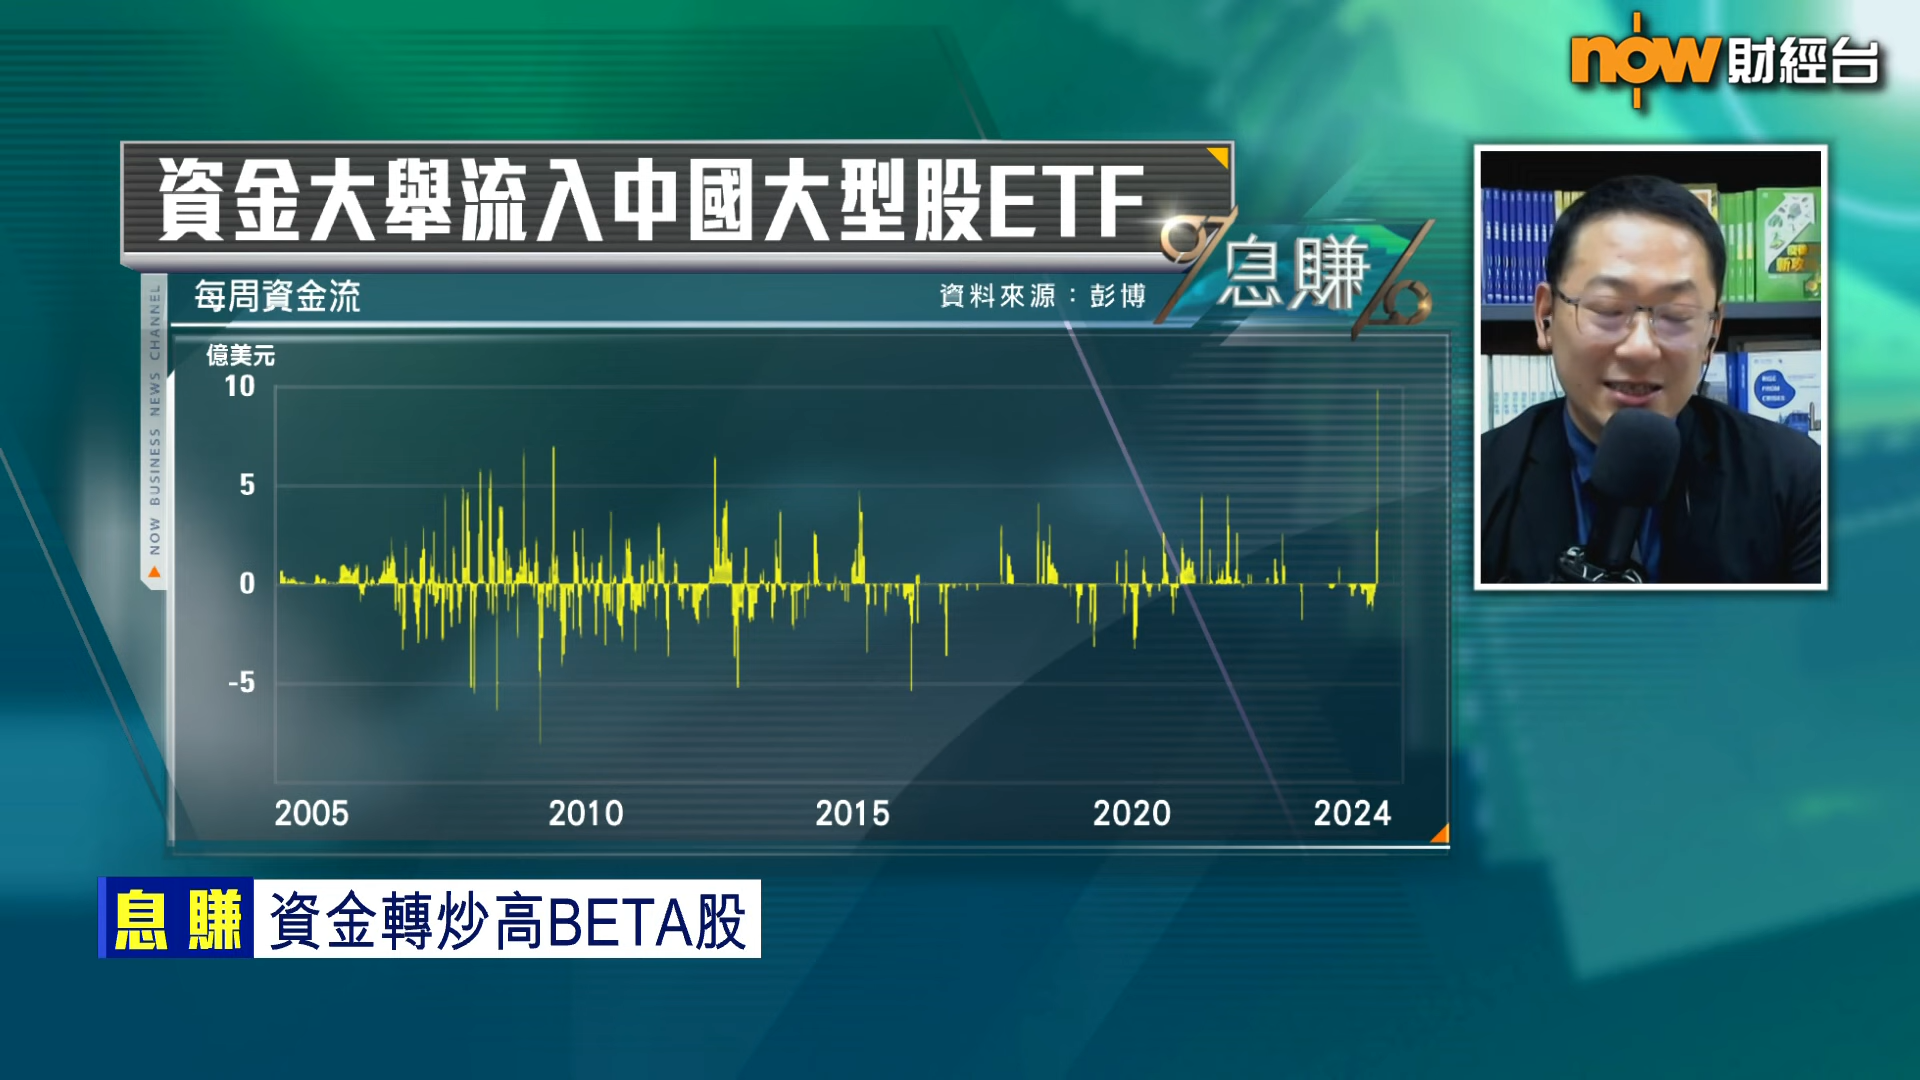 now財經台
資金大舉流入中國大型股ETF
息賺
每周資金流
資料來源：彭博
NOW BUSINESS NEWS CHANNEL
億美元
10
5
0
-5
2005
2010
2015
2020
2024
RISE
FROM
CRISIS
息賺
資金轉炒高BETA股